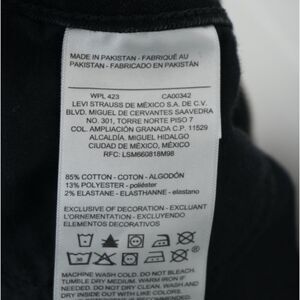 MADE IN PAKISTAN - FABRIQUÉ AU
PAKISTAN - FABRICADO EN PAKISTÁN
WPL 423 CA00342
LEVI STRAUSS DE MÉXICO S.A. DE C.V.
BLVD. MIGUEL DE CERVANTES SAAVEDRA
NO. 301, TORRE NORTE PISO 7
COL. AMPLIACIÓN GRANADA C.P. 11529
ALCALDÍA. MIGUEL HIDALGO
CIUDAD DE MÉXICO, MÉXICO
RFC: LSM660818M98
85% COTTON - COTON - ALGODÓN
13% POLYESTER - poliéster
2% ELASTANE - ÉLASTHANNE - elastano
EXCLUSIVE OF DECORATION - EXCLUANT
L'ORNEMENTATION - EXCLUYENDO
ELEMENTOS DECORATIVOS
MACHINE WASH COLD. DO NOT BLEACH.
TUMBLE DRY MEDIUM. WARM IRON IF
NEEDED. DO NOT DRY CLEAN. WASH AND
DRY INSIDE OUT WITH LIKE COLORS.